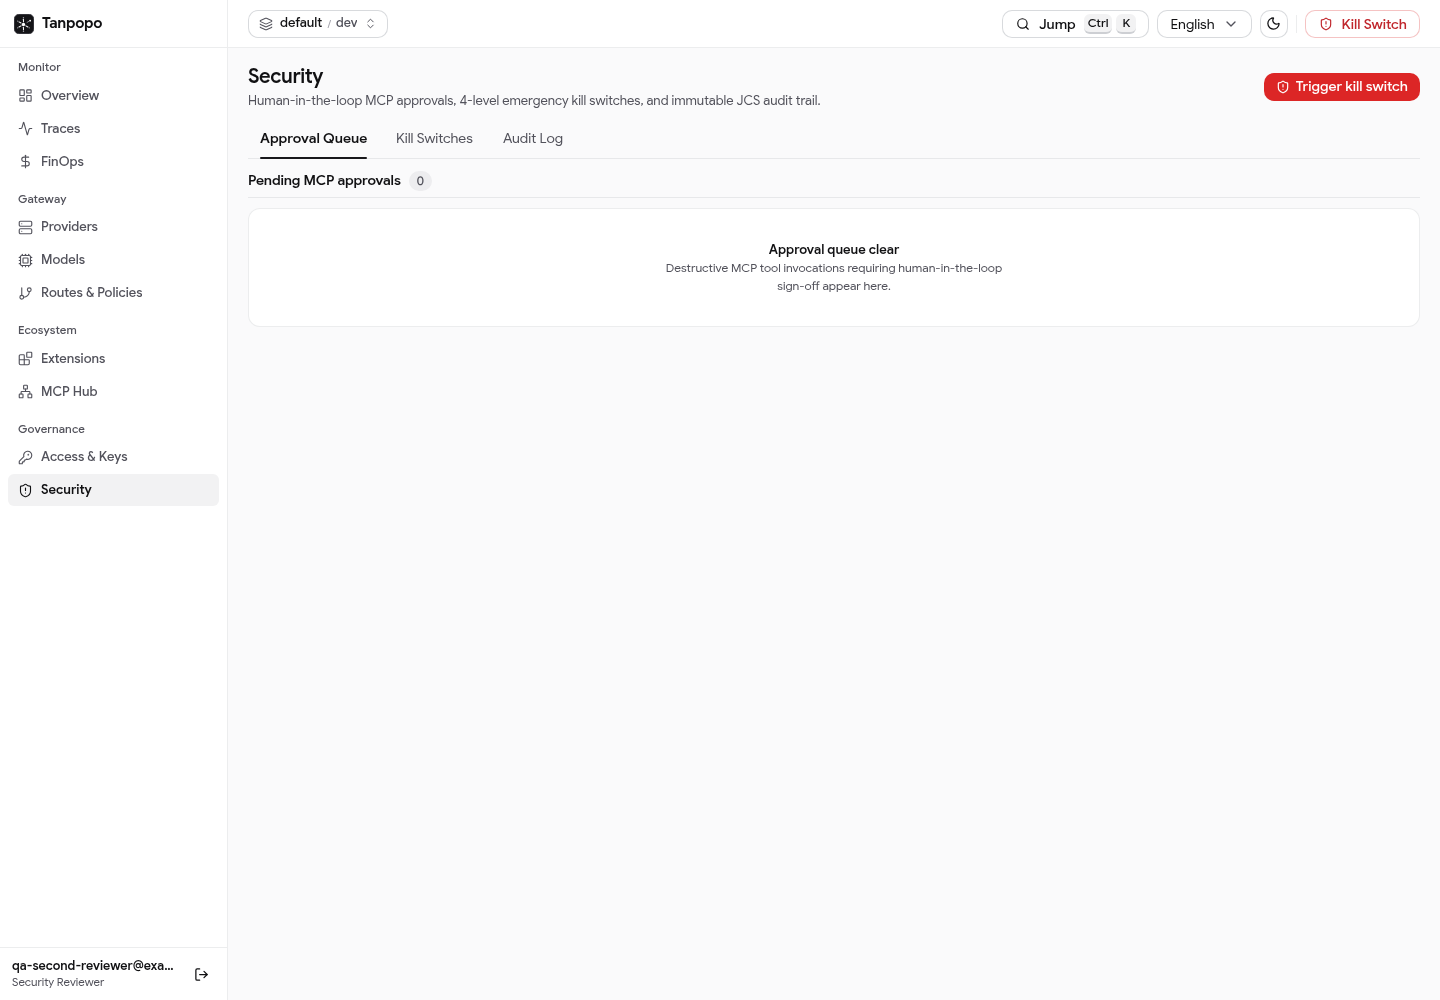 Tanpopo
default / dev
Jump Ctrl K
English
Kill Switch
Monitor
Overview
Traces
FinOps
Gateway
Providers
Models
Routes & Policies
Ecosystem
Extensions
MCP Hub
Governance
Access & Keys
Security
qa-second-reviewer@exa...
Security Reviewer
Security
Human-in-the-loop MCP approvals, 4-level emergency kill switches, and immutable JCS audit trail.
Trigger kill switch
Approval Queue
Kill Switches
Audit Log
Pending MCP approvals 0
Approval queue clear
Destructive MCP tool invocations requiring human-in-the-loop
sign-off appear here.